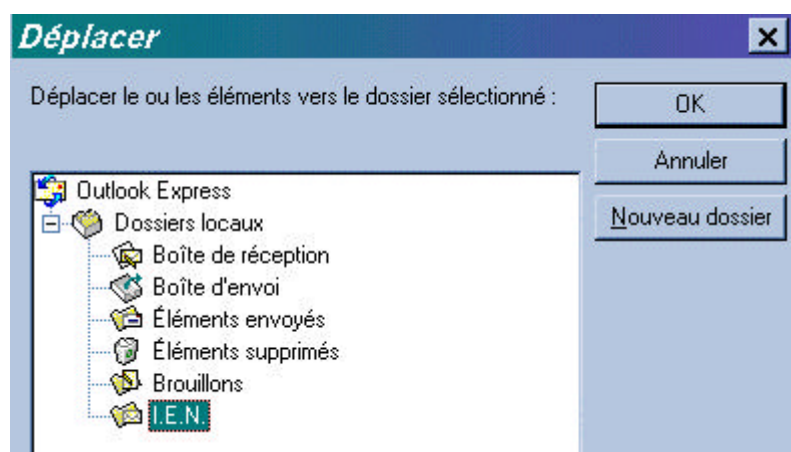 Déplacer
Déplacer le ou les éléments vers le dossier sélectionné :
OK
Annuler
Nouveau dossier
Outlook Express
Dossiers locaux
Boîte de réception
Boîte d'envoi
Éléments envoyés
Éléments supprimés
Brouillons
I.E.N.